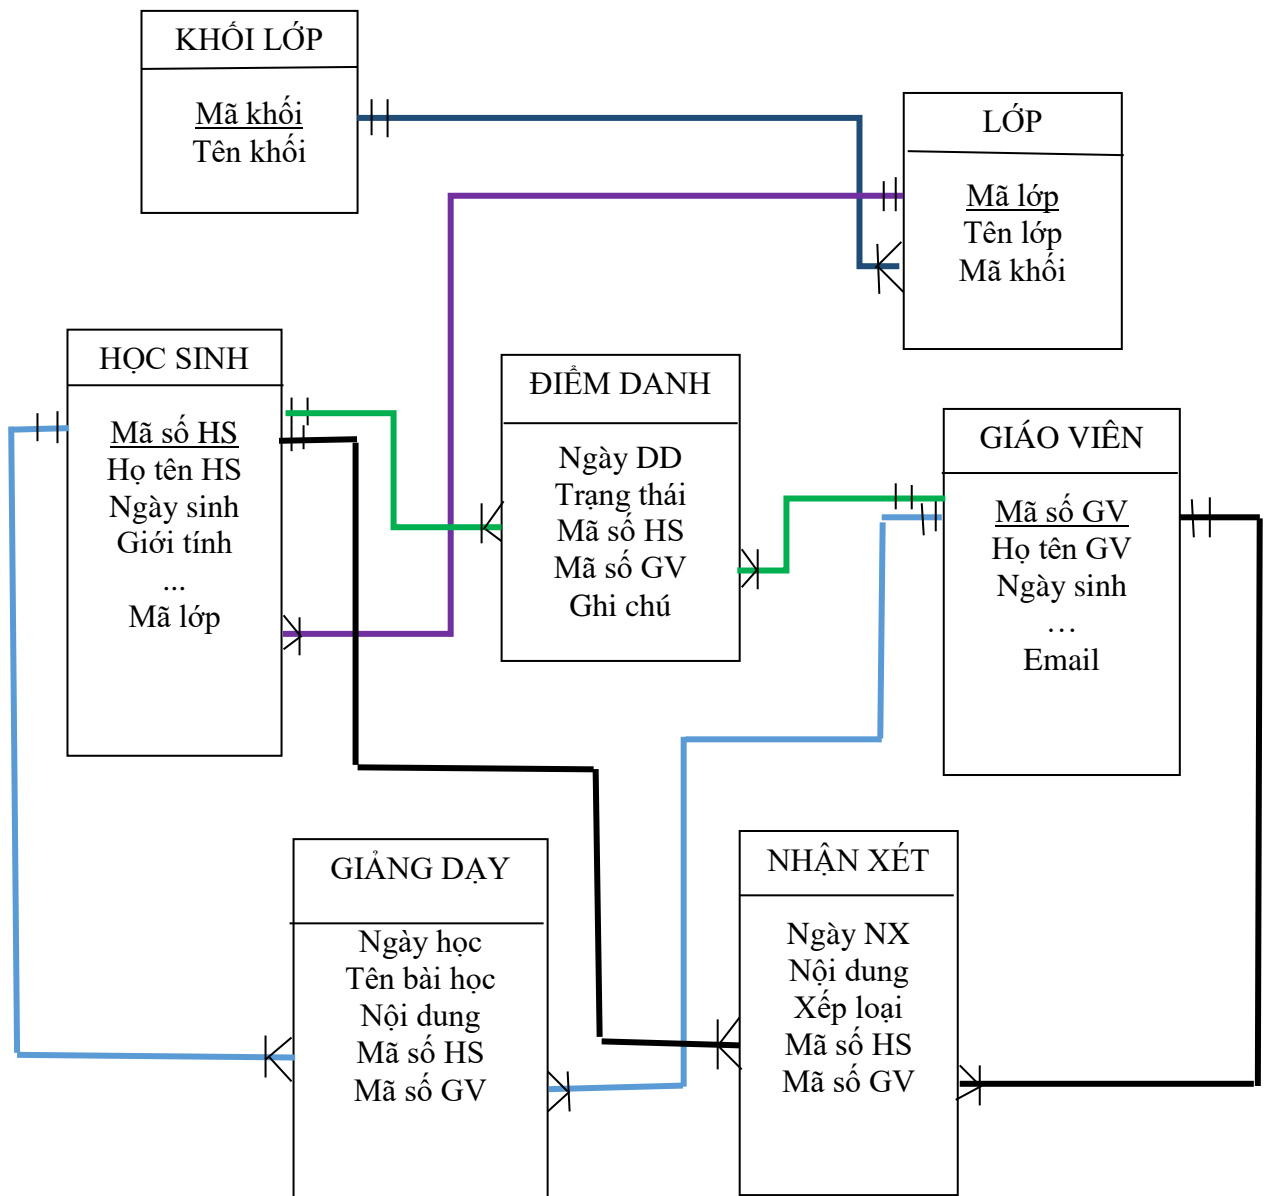 KHỐI LỚP
Mã khối
Tên khối
LỚP
Mã lớp
Tên lớp
Mã khối
HỌC SINH
Mã số HS
Họ tên HS
Ngày sinh
Giới tính
...
Mã lớp
ĐIỂM DANH
Ngày DD
Trạng thái
Mã số HS
Mã số GV
Ghi chú
GIÁO VIÊN
Mã số GV
Họ tên GV
Ngày sinh
…
Email
GIẢNG DẠY
Ngày học
Tên bài học
Nội dung
Mã số HS
Mã số GV
NHẬN XÉT
Ngày NX
Nội dung
Xếp loại
Mã số HS
Mã số GV